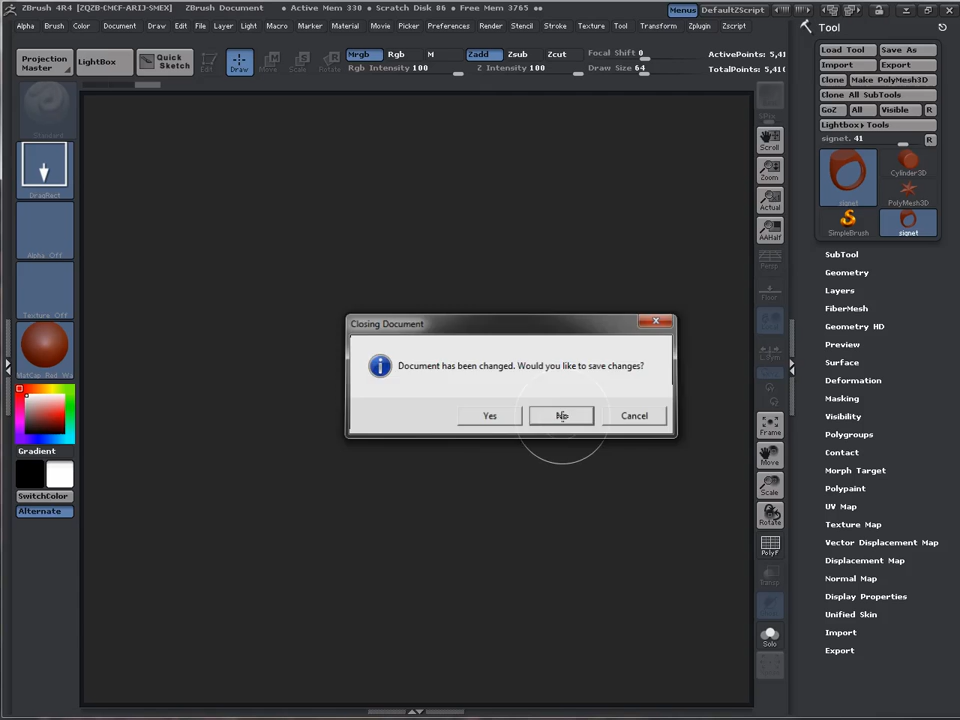 ZBrush 4R4 [ZQZB-CMCF-ARIJ-SMEX] ZBrush Document • Active Mem 330 • Scratch Disk 86 • Free Mem 3765 ••
Menus DefaultZScript
Alpha Brush Color Document Draw Edit File Layer Light Macro Marker Material Movie Picker Preferences Render Stencil Stroke Texture Tool Transform Zplugin Zscript
Tool
Projection Master
LightBox
Quick Sketch
Edit
Draw
Move
Scale
Rotate
Mrgb Rgb M
Rgb Intensity 100
Zadd Zsub Zcut
Z Intensity 100
Focal Shift 0
Draw Size 64
ActivePoints: 5,41
TotalPoints: 5,41
Load Tool Save As
Import Export
Clone Make PolyMesh3D
Clone All SubTools
GoZ All Visible R
Lightbox▸Tools
signet. 41 R
signet
Cylinder3D
PolyMesh3D
SimpleBrush
signet
SubTool
Geometry
Layers
FiberMesh
Geometry HD
Preview
Surface
Deformation
Masking
Visibility
Polygroups
Contact
Morph Target
Polypaint
UV Map
Texture Map
Vector Displacement Map
Displacement Map
Normal Map
Display Properties
Unified Skin
Import
Export
Standard
DragRect
Alpha Off
Texture Off
MatCap Red Wa
Gradient
SwitchColor
Alternate
SPix
Scroll
Zoom
Actual
AAHalf
Persp
Floor
Local
L.Sym
Frame
Move
Scale
Rotate
PolyF
Transp
Solo
Closing Document
Document has been changed. Would you like to save changes?
Yes
No
Cancel